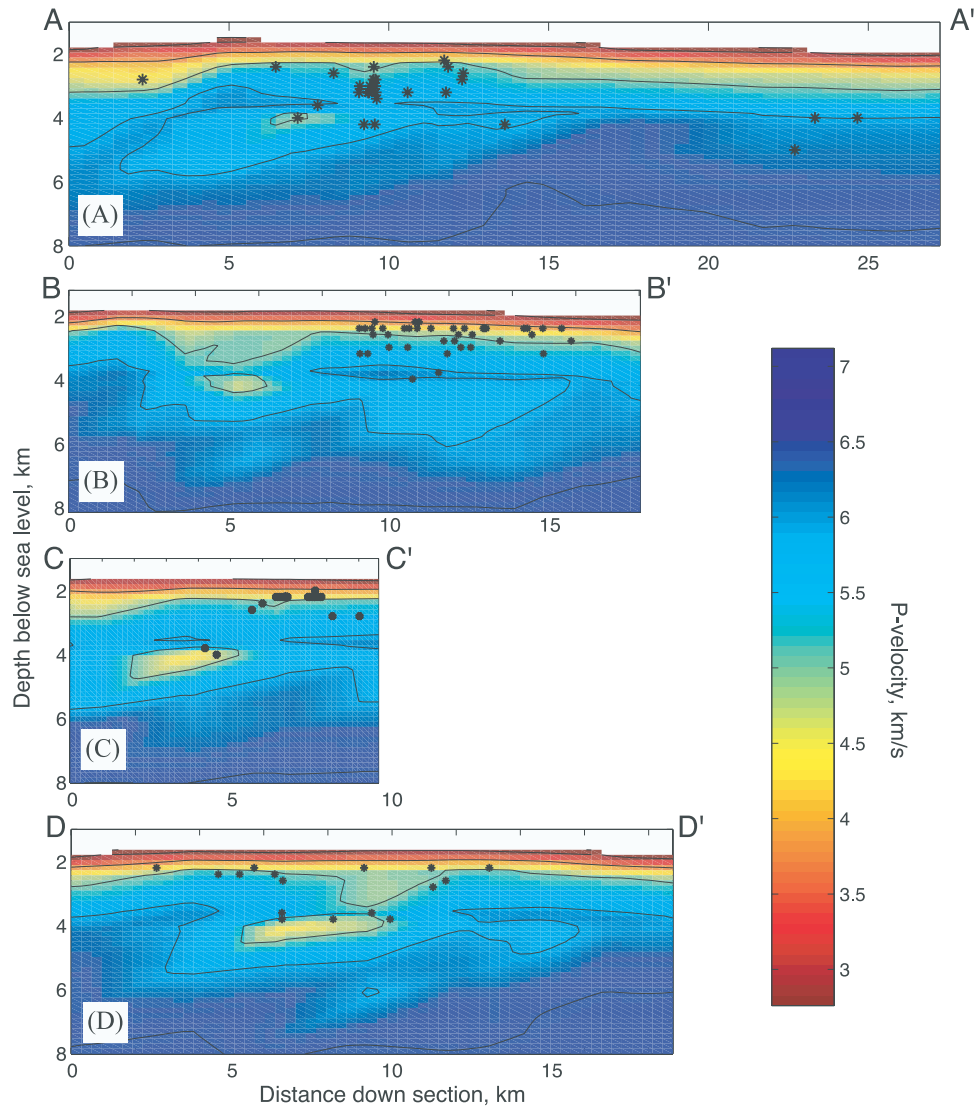 A A'
2
4
6
8
(A)
0 5 10 15 20 25
B B'
2
4
6
8
(B)
0 5 10 15
C C'
2
4
6
8
(C)
0 5 10
D D'
2
4
6
8
(D)
0 5 10 15
Distance down section, km
Depth below sea level, km
7
6.5
6
5.5
5
4.5
4
3.5
3
P-velocity, km/s